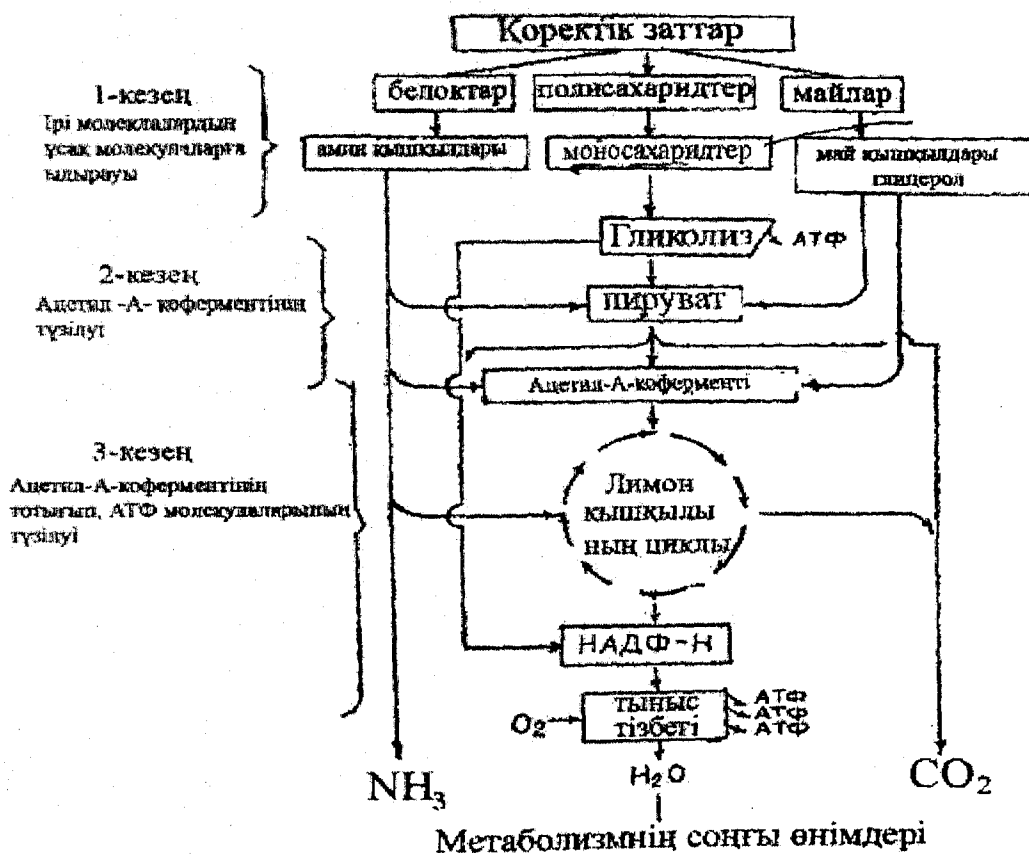 Қоректік заттар
1-кезең
Ірі молеклалардың
ұсақ молекулаларға
ыдырауы
белоктар
полисахаридтер
майлар
амин қышқылдары
моносахаридтер
май қышқылдары
глицерол
Гликолиз
АТФ
2-кезең
Ацетил -А- коферментінің
түзілуі
пируват
Ацетил-А-коферменті
3-кезең
Ацетил-А-коферментінің
тотығып, АТФ молекулаларының
түзілуі
Лимон
қышқылы
ның циклы
НАДФ-Н
O₂
тыныс
тізбегі
АТФ
АТФ
АТФ
NH₃
H₂O
CO₂
Метаболизмнің соңғы өнімдері